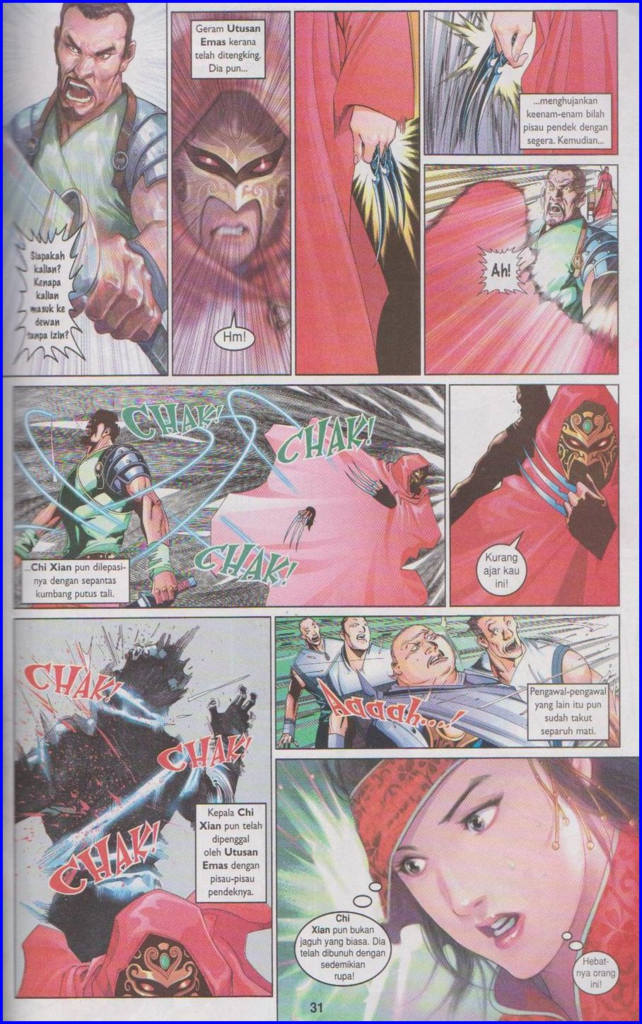 Siapakah
kalian?
Kenapa
kalian
masuk ke
dewan
tanpa izin?
Geram Utusan
Emas kerana
telah ditengking.
Dia pun...
Hm!
...menghujankan
keenam-enam bilah
pisau pendek dengan
segera. Kemudian...
Ah!
CHAK!
CHAK!
CHAK!
...Chi Xian pun dilepasi-
nya dengan sepantas
kumbang putus tali.
Kurang
ajar kau
ini!
CHAK!
CHAK!
CHAK!
Kepala Chi
Xian pun telah
dipenggal
oleh Utusan
Emas dengan
pisau-pisau
pendeknya.
Aaaah...!
Pengawal-pengawal
yang lain itu pun
sudah takut
separuh mati.
Chi
Xian pun bukan
jaguh yang biasa. Dia
telah dibunuh dengan
sedemikian
rupa!
Hebat-
nya orang
ini!
31